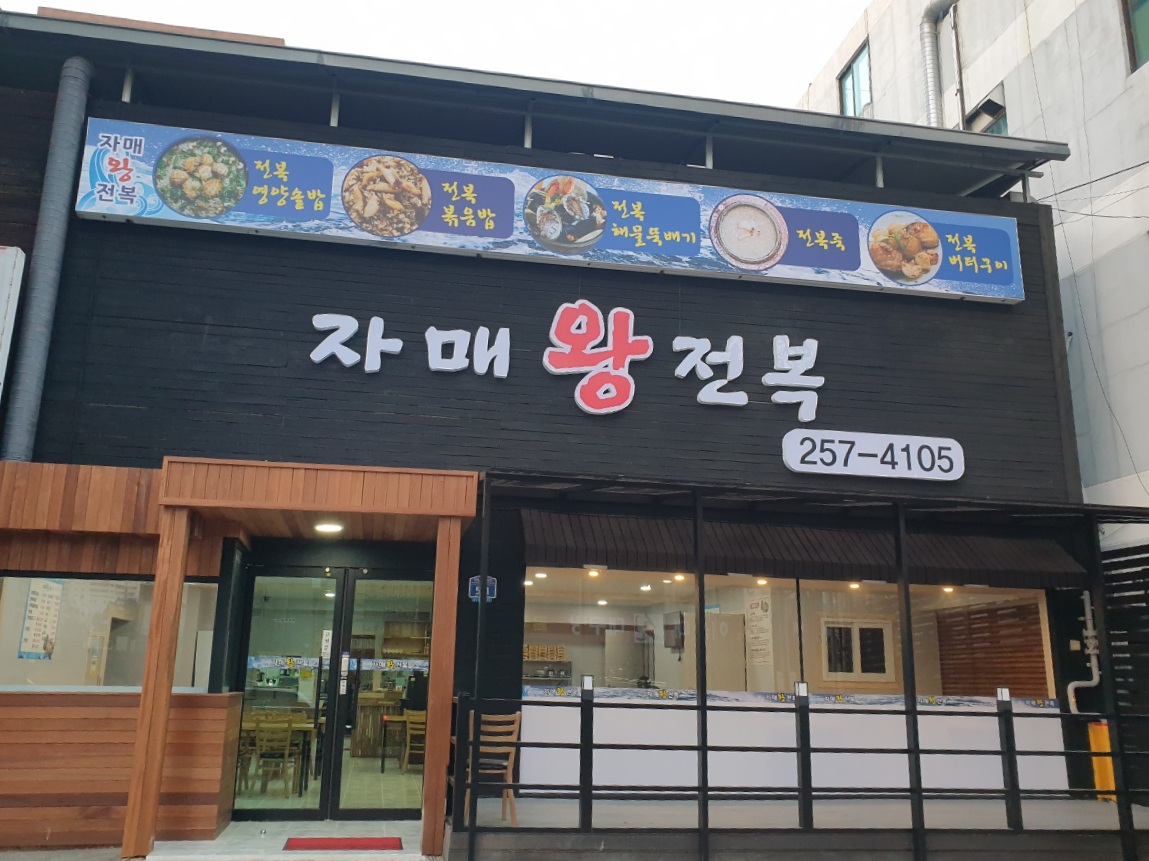 자매
왕
전복
전복
영양솥밥
전복
볶음밥
전복
해물뚝배기
전복죽
전복
버터구이
자매왕전복
257-4105